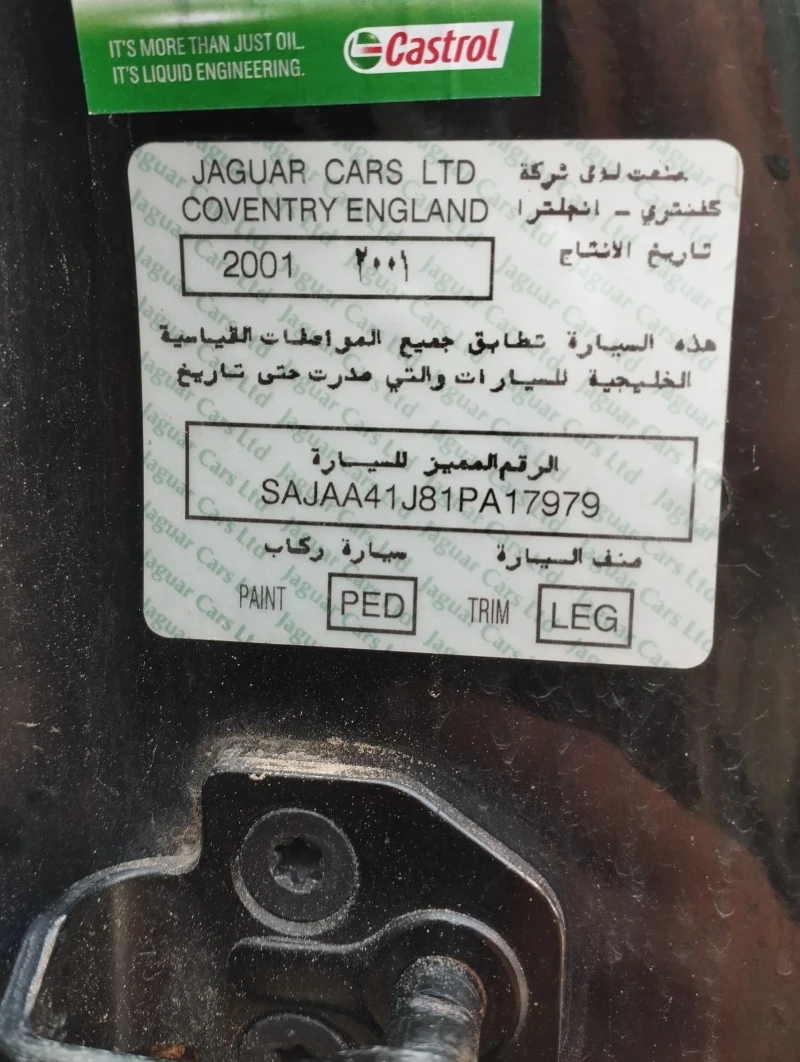 IT'S MORE THAN JUST OIL.
IT'S LIQUID ENGINEERING.
Castrol
JAGUAR CARS LTD صنعت لدى شركة
COVENTRY ENGLAND كفنتري - انجلترا
2001 ٢٠٠١ تاريخ الانتاج
هذه السيارة تطابق جميع المواصفات القياسية
الخليجية للسيارات والتي صدرت حتى تاريخ
الرقم المميز للسيارة
SAJAA41J81PA17979
صنف السيارة سيارة ركاب
PAINT PED TRIM LEG